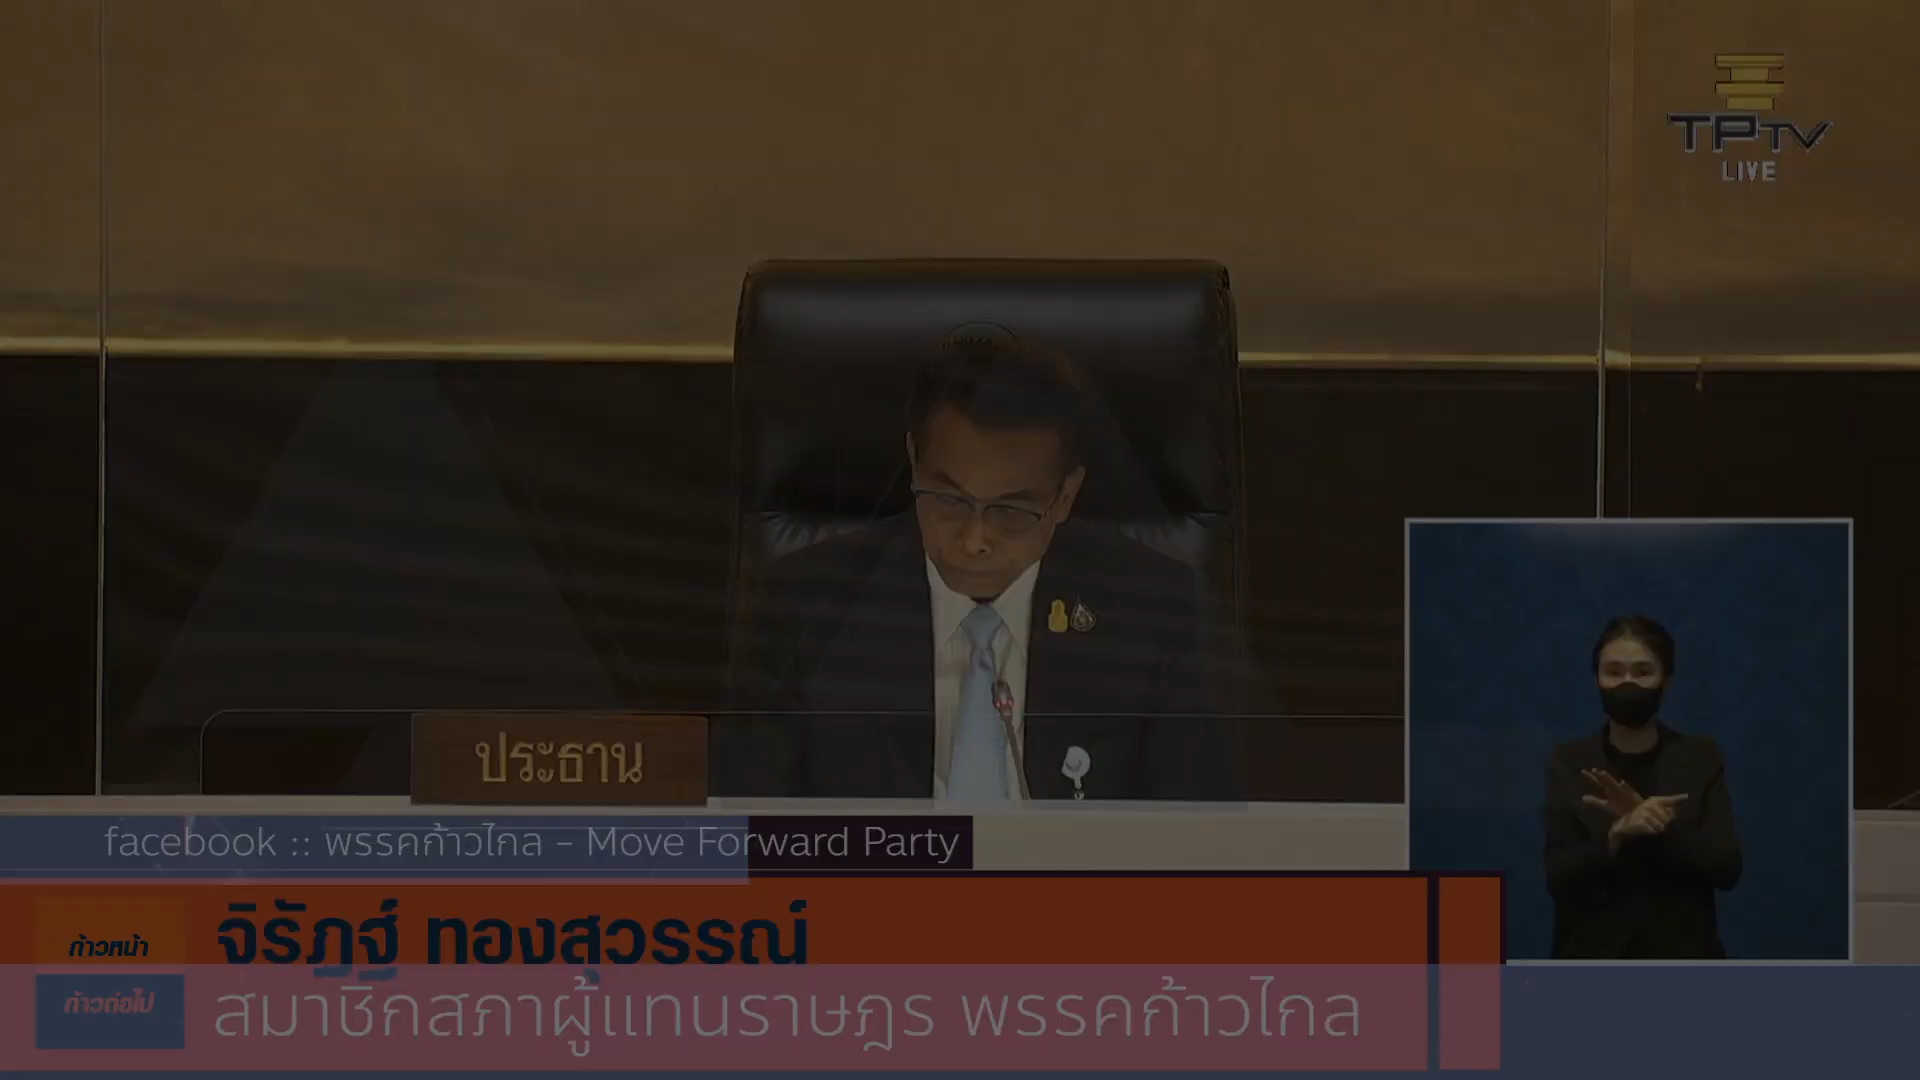 TPTV
LIVE
ประธาน
facebook :: พรรคก้าวไกล - Move Forward Party
จิรัฏฐ์ ทองสุวรรณ์
ก้าวหน้า
ก้าวต่อไป
สมาชิกสภาผู้แทนราษฎร พรรคก้าวไกล